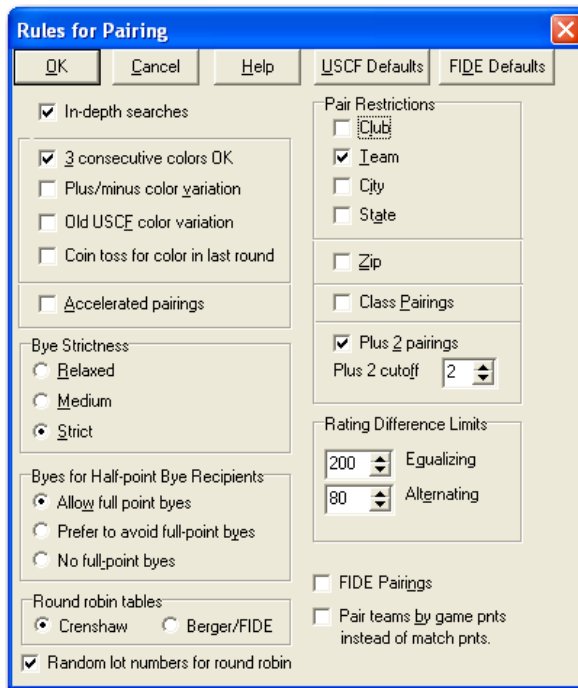 Rules for Pairing
OK
Cancel
Help
USCF Defaults
FIDE Defaults
In-depth searches
3 consecutive colors OK
Plus/minus color variation
Old USCF color variation
Coin toss for color in last round
Accelerated pairings
Bye Strictness
Relaxed
Medium
Strict
Byes for Half-point Bye Recipients
Allow full point byes
Prefer to avoid full-point byes
No full-point byes
Round robin tables
Crenshaw
Berger/FIDE
Random lot numbers for round robin
Pair Restrictions
Club
Team
City
State
Zip
Class Pairings
Plus 2 pairings
Plus 2 cutoff 2
Rating Difference Limits
200 Equalizing
80 Alternating
FIDE Pairings
Pair teams by game pnts
instead of match pnts.